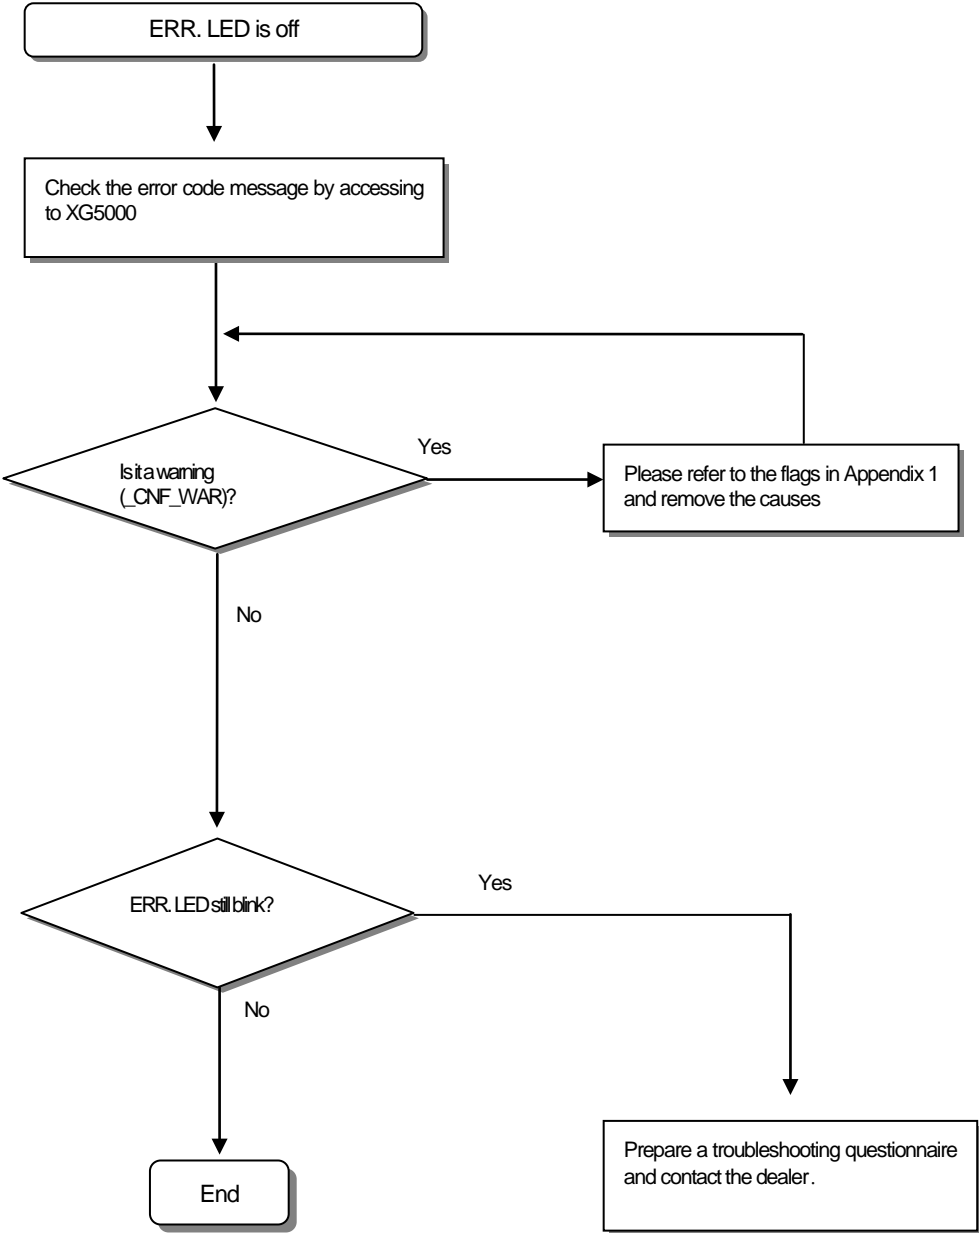 ERR. LED is off
Check the error code message by accessing
to XG5000
Is it a warning
(_CNF_WAR)?
Yes
Please refer to the flags in Appendix 1
and remove the causes
No
ERR. LED still blink?
Yes
No
End
Prepare a troubleshooting questionnaire
and contact the dealer.